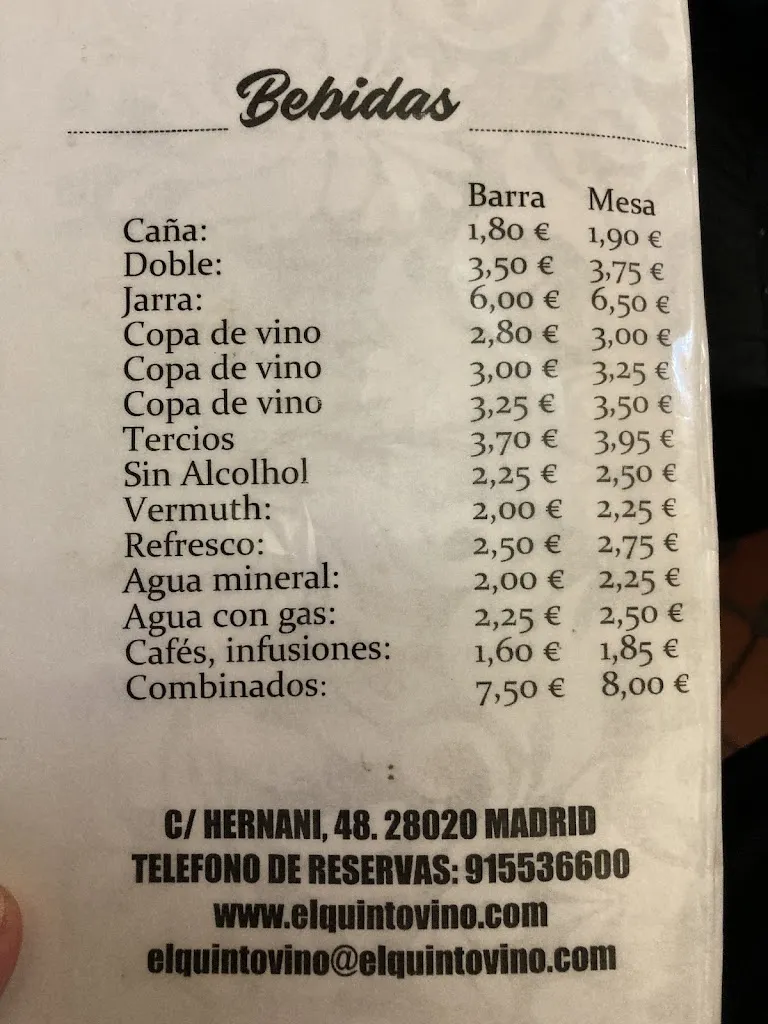 Bebidas
Barra Mesa
Caña: 1,80 € 1,90 €
Doble: 3,50 € 3,75 €
Jarra: 6,00 € 6,50 €
Copa de vino 2,80 € 3,00 €
Copa de vino 3,00 € 3,25 €
Copa de vino 3,25 € 3,50 €
Tercios 3,70 € 3,95 €
Sin Alcolhol 2,25 € 2,50 €
Vermuth: 2,00 € 2,25 €
Refresco: 2,50 € 2,75 €
Agua mineral: 2,00 € 2,25 €
Agua con gas: 2,25 € 2,50 €
Cafés, infusiones: 1,60 € 1,85 €
Combinados: 7,50 € 8,00 €
:
C/ HERNANI, 48. 28020 MADRID
TELEFONO DE RESERVAS: 915536600
www.elquintovino.com
elquintovino@elquintovino.com